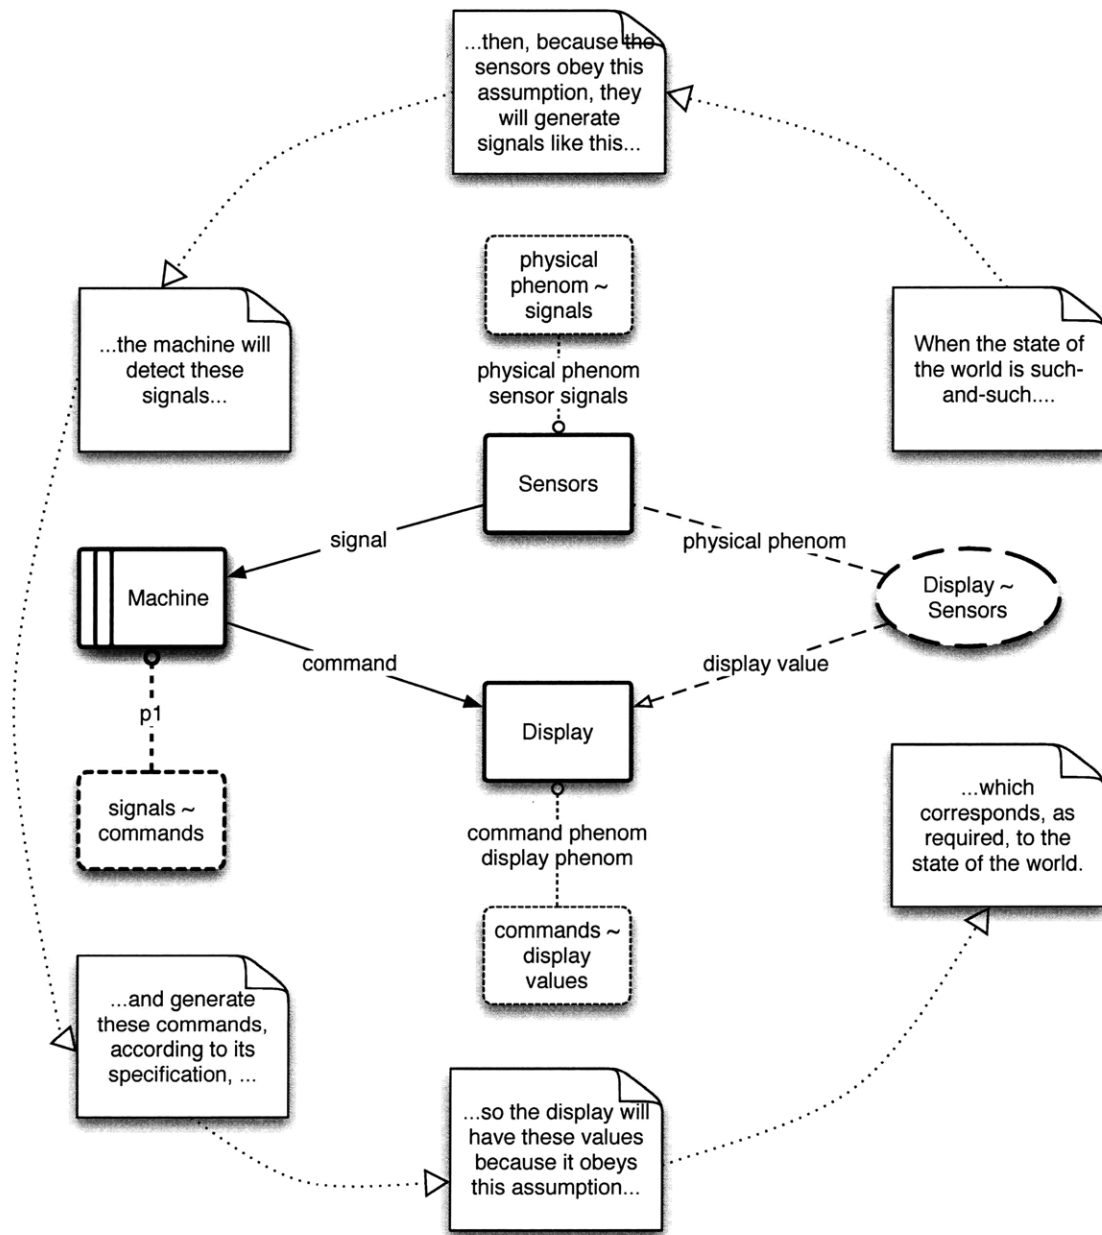 ...then, because the
sensors obey this
assumption, they
will generate
signals like this...
physical
phenom ~
signals
...the machine will
detect these
signals...
When the state of
the world is such-
and-such....
physical phenom
sensor signals
Sensors
signal
physical phenom
Machine
Display ~
Sensors
command
display value
p1
Display
signals ~
commands
...which
corresponds, as
required, to the
state of the world.
command phenom
display phenom
commands ~
display
values
...and generate
these commands,
according to its
specification, ...
...so the display will
have these values
because it obeys
this assumption...